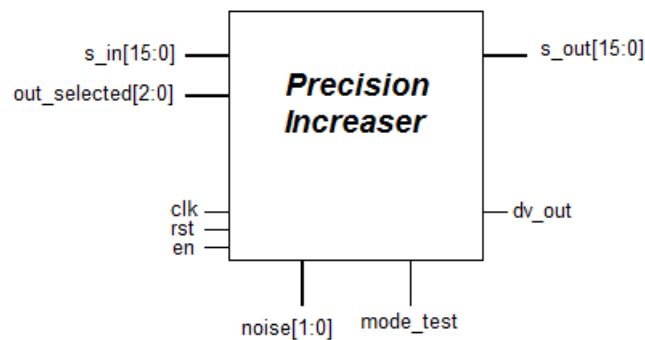 s_in[15:0]
s_out[15:0]
out_selected[2:0]
Precision
Increaser
clk
dv_out
rst
en
noise[1:0]
mode_test